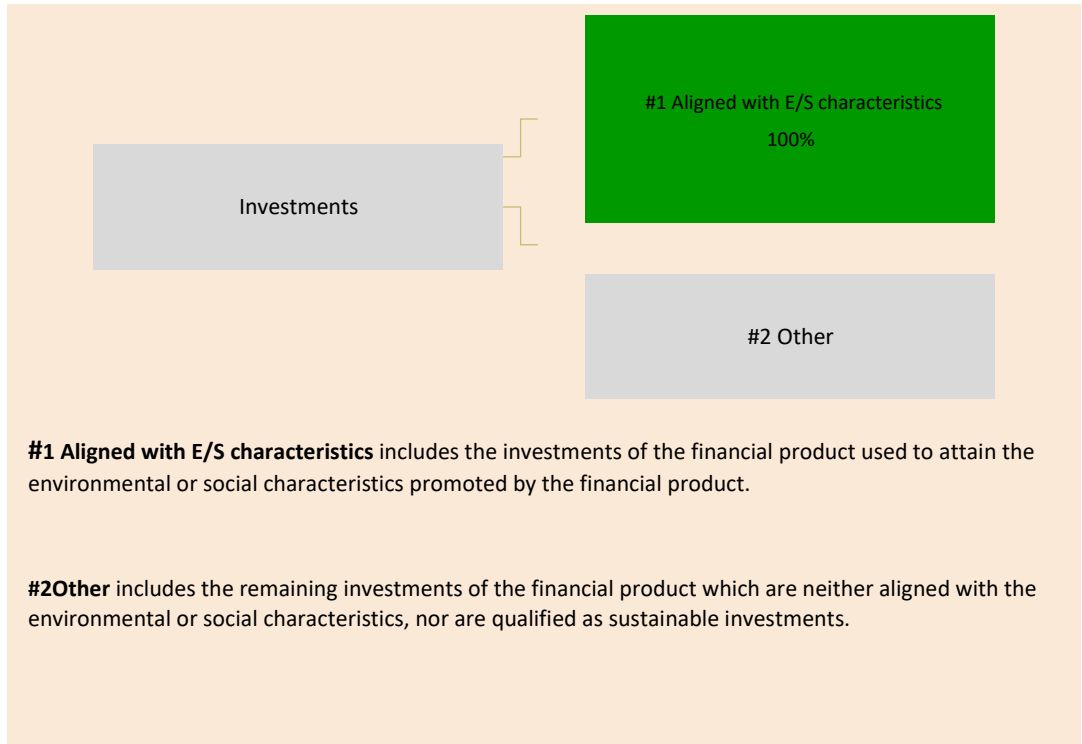 #1 Aligned with E/S characteristics
100%
Investments
#2 Other
#1 Aligned with E/S characteristics includes the investments of the financial product used to attain the
environmental or social characteristics promoted by the financial product.
#2Other includes the remaining investments of the financial product which are neither aligned with the
environmental or social characteristics, nor are qualified as sustainable investments.